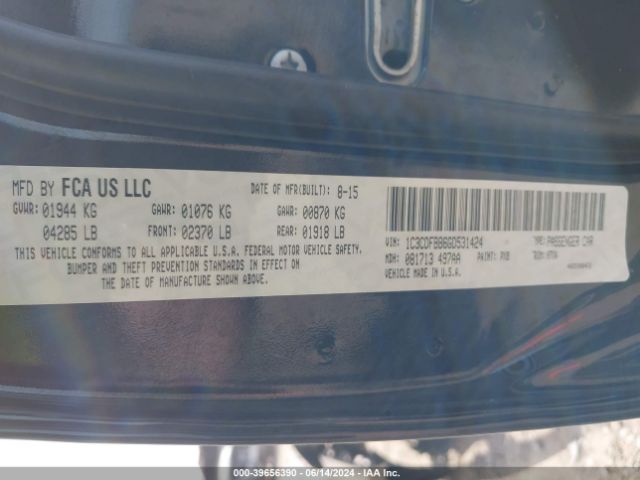 MFD BY FCA US LLC DATE OF MFR(BUILT): 8-15
GVWR: 01944 KG GAWR: 01076 KG GAWR: 00870 KG
04285 LB FRONT: 02370 LB REAR: 01918 LB
THIS VEHICLE CONFORMS TO ALL APPLICABLE U.S.A. FEDERAL MOTOR VEHICLE SAFETY,
BUMPER AND THEFT PREVENTION STANDARDS IN EFFECT ON
THE DATE OF MANUFACTURE SHOWN ABOVE.
VIN: 1C3CDFBB6GD531424 TYPE: PASSENGER CAR
MDH: 081713 497AA PAINT: PXB TRIM:
VEHICLE MADE IN U.S.A.
000-39656390 - 06/14/2024 - IAA Inc.